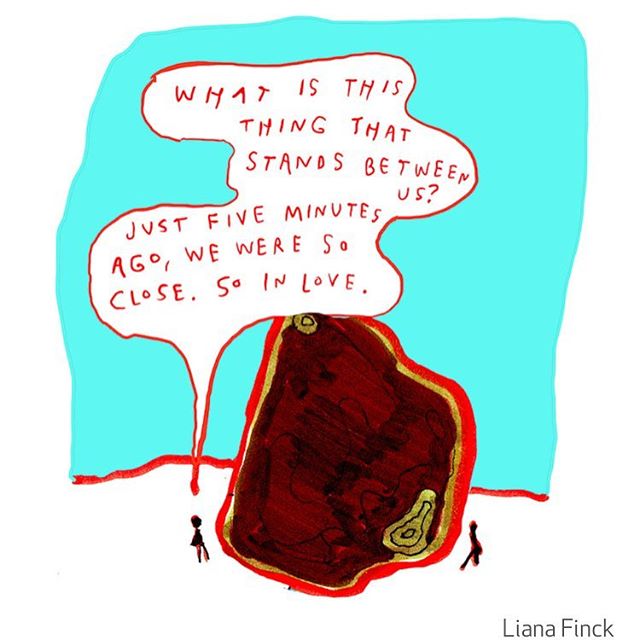 WHAT IS THIS
THING THAT
STANDS BETWEEN
US?
JUST FIVE MINUTES
AGO, WE WERE SO
CLOSE. SO IN LOVE.
Liana Finck